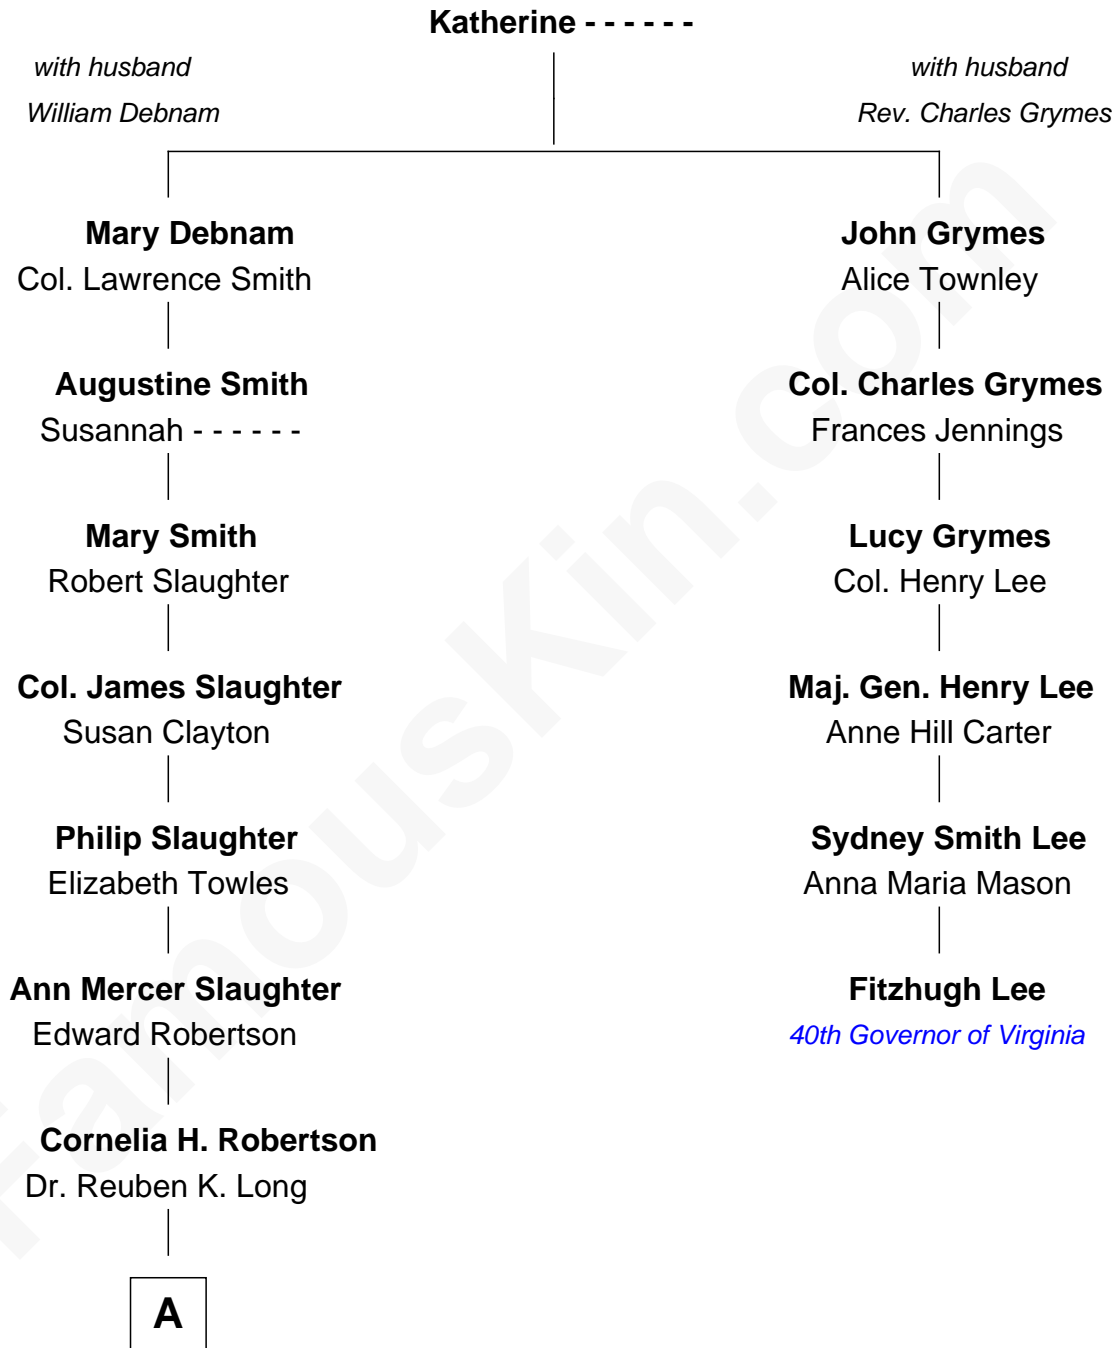 Katherine - - - - - -
with husband
William Debnam
with husband
Rev. Charles Grymes
Mary Debnam
Col. Lawrence Smith
John Grymes
Alice Townley
Augustine Smith
Susannah - - - - - -
Col. Charles Grymes
Frances Jennings
Mary Smith
Robert Slaughter
Lucy Grymes
Col. Henry Lee
Col. James Slaughter
Susan Clayton
Maj. Gen. Henry Lee
Anne Hill Carter
Philip Slaughter
Elizabeth Towles
Sydney Smith Lee
Anna Maria Mason
Ann Mercer Slaughter
Edward Robertson
Fitzhugh Lee
40th Governor of Virginia
Cornelia H. Robertson
Dr. Reuben K. Long
A
FamousKin.com